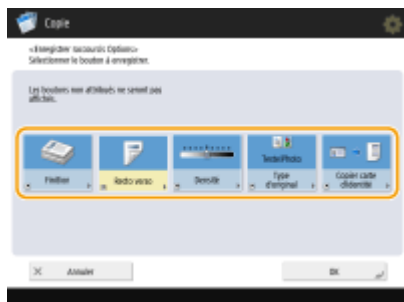 Copie
<Enregistrer raccourcis Options>
Sélectionner le bouton à enregistrer.
Les boutons non attribués ne seront pas
affichés.
Finition
Recto verso
Densité
Texte/Photo
Type
d'original
Copier carte
d'identité
Annuler
OK